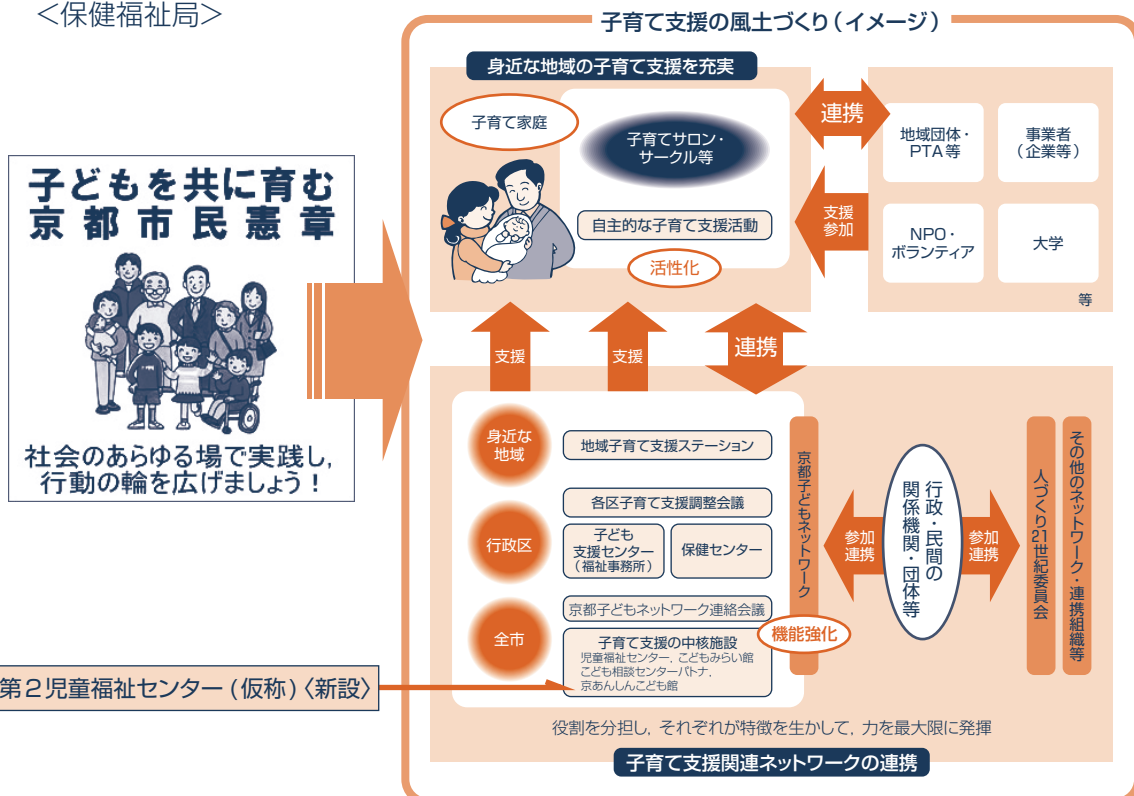 <保健福祉局>
子育て支援の風土づくり(イメージ)
身近な地域の子育て支援を充実
子育て家庭
子育てサロン・
サークル等
自主的な子育て支援活動
活性化
連携
支援
参加
地域団体・
PTA等
事業者
(企業等)
NPO・
ボランティア
大学
等
子どもを共に育む
京都市民憲章
社会のあらゆる場で実践し,
行動の輪を広げましょう!
支援
支援
連携
身近な
地域
地域子育て支援ステーション
行政区
各区子育て支援調整会議
子ども
支援センター
(福祉事務所)
保健センター
全市
京都子どもネットワーク連絡会議
子育て支援の中核施設
児童福祉センター, こどもみらい館
こども相談センターパトナ,
京あんしんこども館
京都子どもネットワーク
機能強化
参加
連携
行政・民間の
関係機関・団体等
参加
連携
人づくり21世紀委員会
その他のネットワーク・連携組織等
第2児童福祉センター(仮称)〈新設〉
役割を分担し, それぞれが特徴を生かして, 力を最大限に発揮
子育て支援関連ネットワークの連携